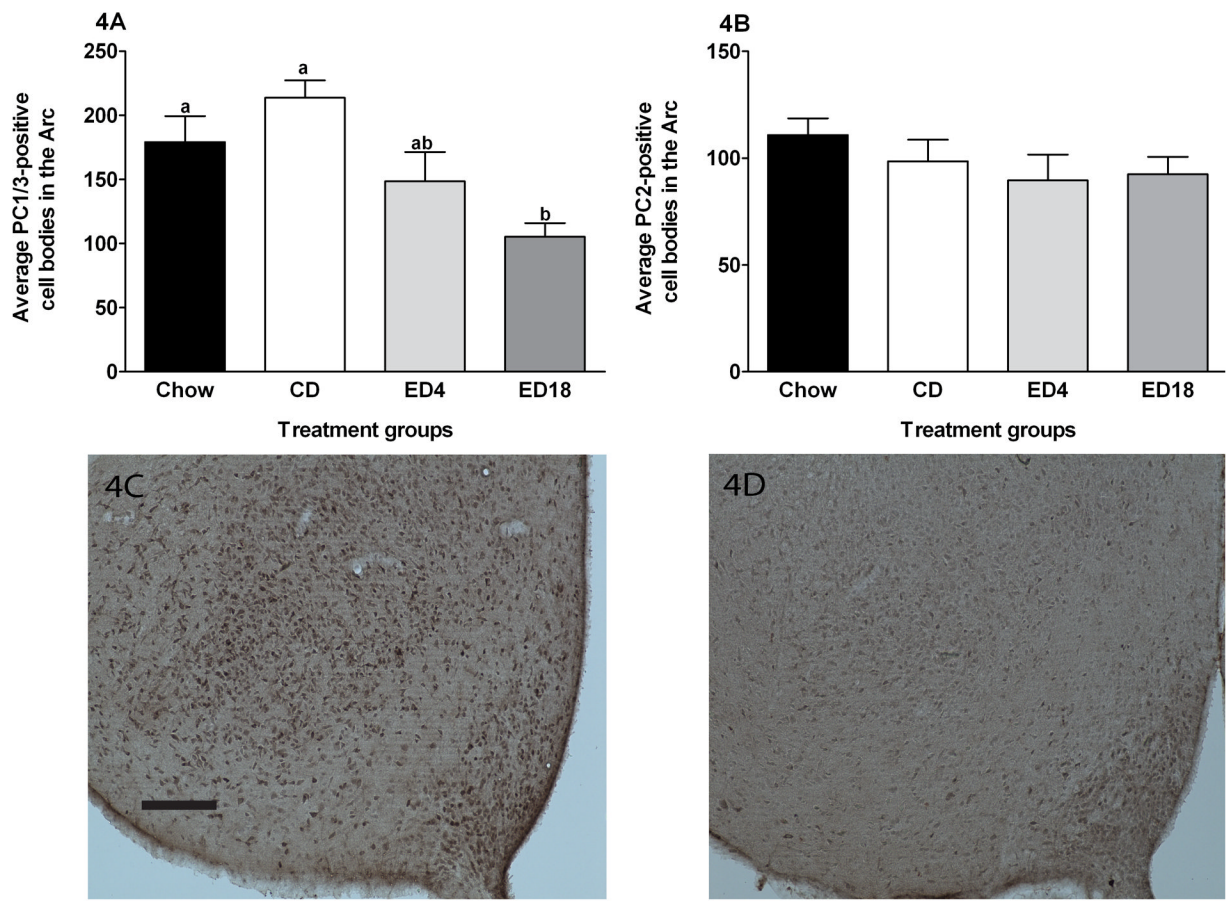 4A
Average PC1/3-positive
cell bodies in the Arc
250
200
150
100
50
0
a
a
ab
b
Chow CD ED4 ED18
Treatment groups
4B
Average PC2-positive
cell bodies in the Arc
150
100
50
0
Chow CD ED4 ED18
Treatment groups
4C
4D